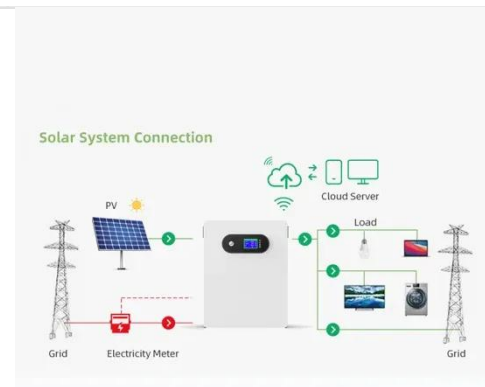 Solar System Connection
Cloud Server
PV
Load
Grid
Electricity Meter
Grid